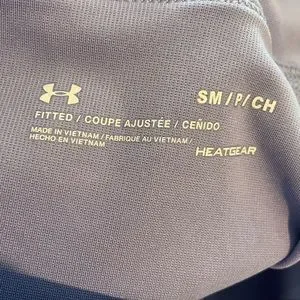 SM/P/CH
FITTED / COUPE AJUSTÉE / CEÑIDO
MADE IN VIETNAM / FABRIQUÉ AU VIETNAM /
HECHO EN VIETNAM
HEATGEAR